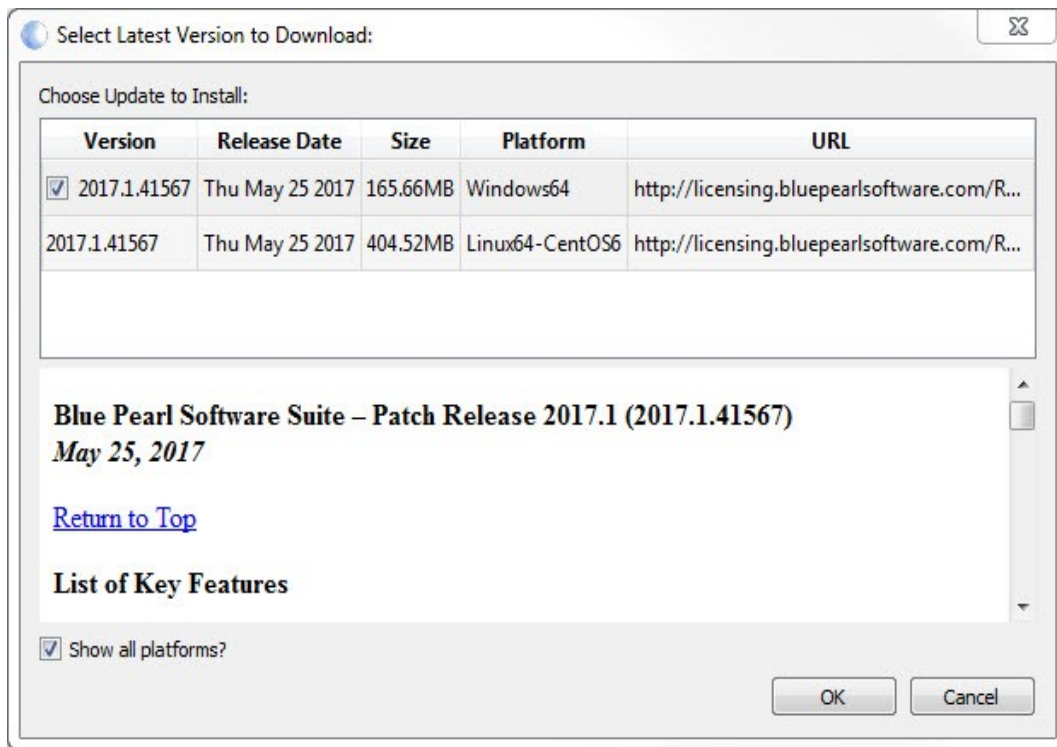 Select Latest Version to Download:
Choose Update to Install:
Version Release Date Size Platform URL
2017.1.41567 Thu May 25 2017 165.66MB Windows64 http://licensing.bluepearlsoftware.com/R...
2017.1.41567 Thu May 25 2017 404.52MB Linux64-CentOS6 http://licensing.bluepearlsoftware.com/R...
Blue Pearl Software Suite – Patch Release 2017.1 (2017.1.41567)
May 25, 2017
Return to Top
List of Key Features
Show all platforms?
OK Cancel